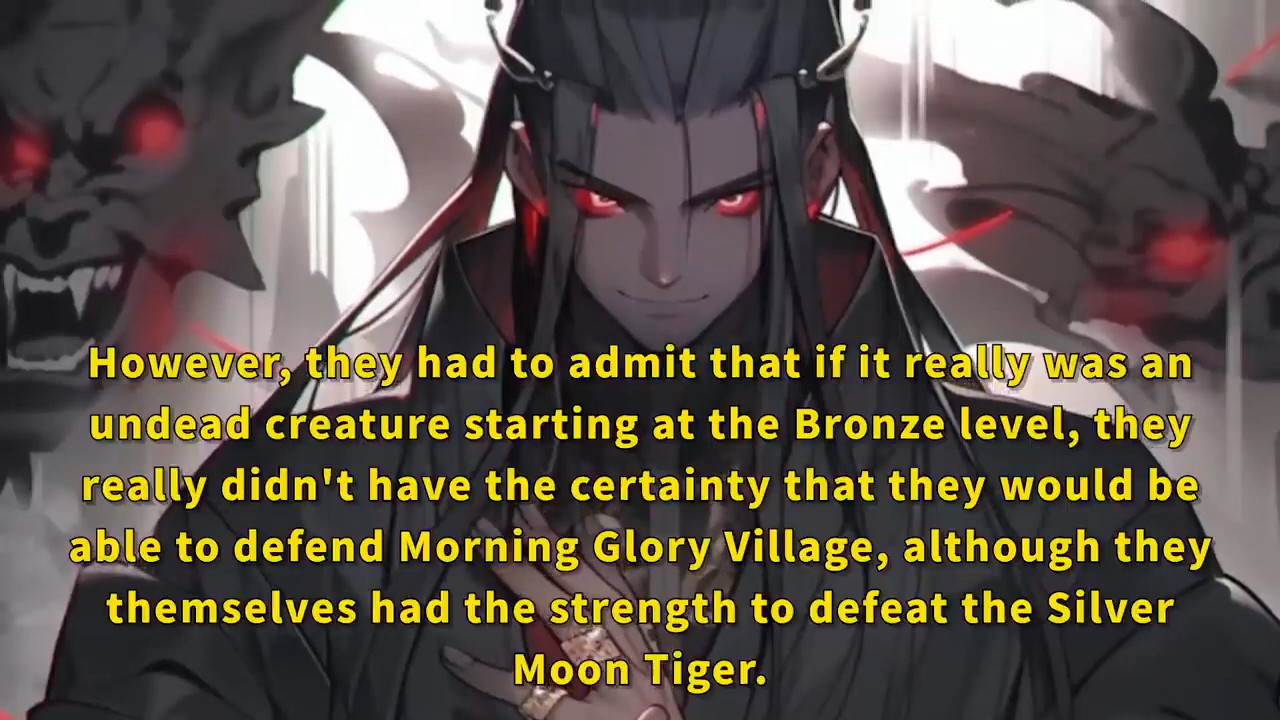 However, they had to admit that if it really was an
undead creature starting at the Bronze level, they
really didn't have the certainty that they would be
able to defend Morning Glory Village, although they
themselves had the strength to defeat the Silver
Moon Tiger.